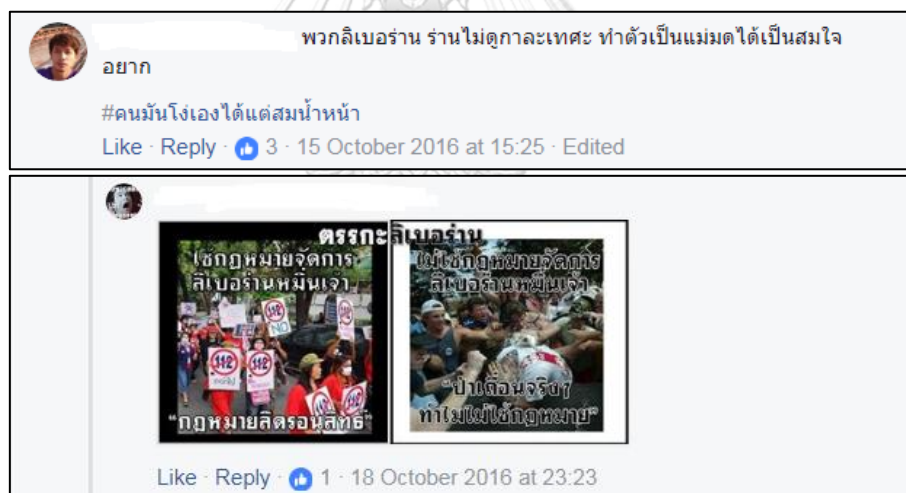 พวกลิเบอร่าน ร่านไม่ดูกาละเทศะ ทำตัวเป็นแม่มดได้เป็นสมใจ
อยาก
#คนมันโง่เองได้แต่สมน้ำหน้า
Like · Reply · 3 · 15 October 2016 at 15:25 · Edited
ตรรกะลิเบอร่าน
ใช้กฎหมายจัดการ
ลิเบอร่านหมิ่นเจ้า
112
112
112
NO
"กฎหมายลิดรอนสิทธิ"
ไม่ใช้กฎหมายจัดการ
ลิเบอร่านหมิ่นเจ้า
"ป่าเถื่อนจริงๆ
ทำไมไม่ใช้กฎหมาย"
Like · Reply · 1 · 18 October 2016 at 23:23